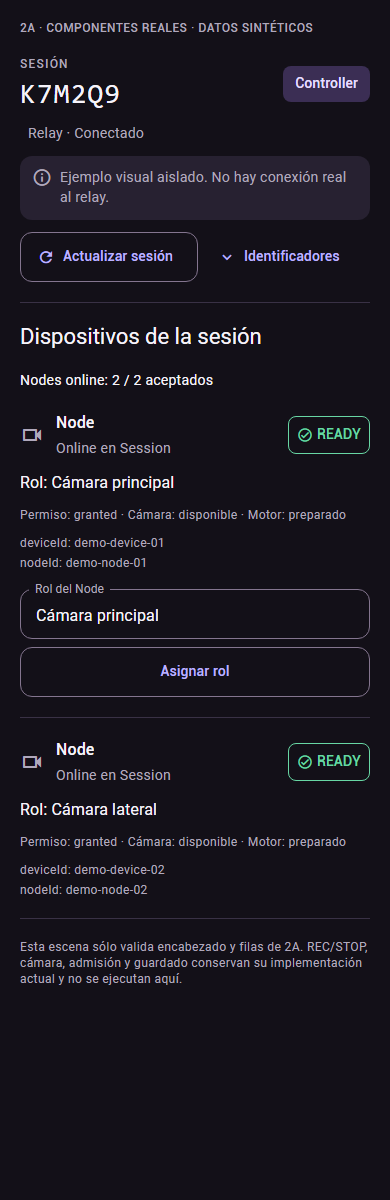 2A · COMPONENTES REALES · DATOS SINTÉTICOS
SESIÓN
K7M2Q9
Controller
Relay · Conectado
Ejemplo visual aislado. No hay conexión real
al relay.
Actualizar sesión
Identificadores
Dispositivos de la sesión
Nodes online: 2 / 2 aceptados
Node
Online en Session
READY
Rol: Cámara principal
Permiso: granted · Cámara: disponible · Motor: preparado
deviceId: demo-device-01
nodeId: demo-node-01
Rol del Node
Cámara principal
Asignar rol
Node
Online en Session
READY
Rol: Cámara lateral
Permiso: granted · Cámara: disponible · Motor: preparado
deviceId: demo-device-02
nodeId: demo-node-02
Esta escena sólo valida encabezado y filas de 2A. REC/STOP,
cámara, admisión y guardado conservan su implementación
actual y no se ejecutan aquí.